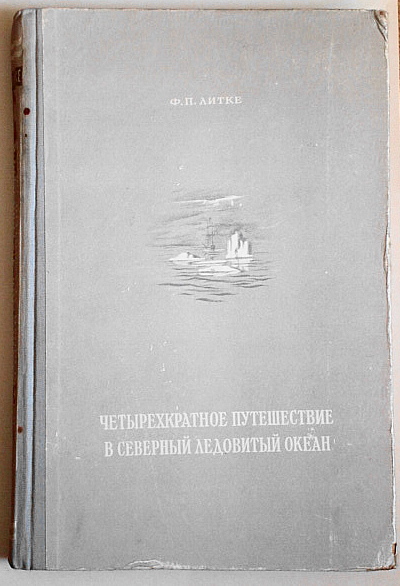 Ф. П. ЛИТКЕ
ЧЕТЫРЕХКРАТНОЕ ПУТЕШЕСТВИЕ
В СЕВЕРНЫЙ ЛЕДОВИТЫЙ ОКЕАН